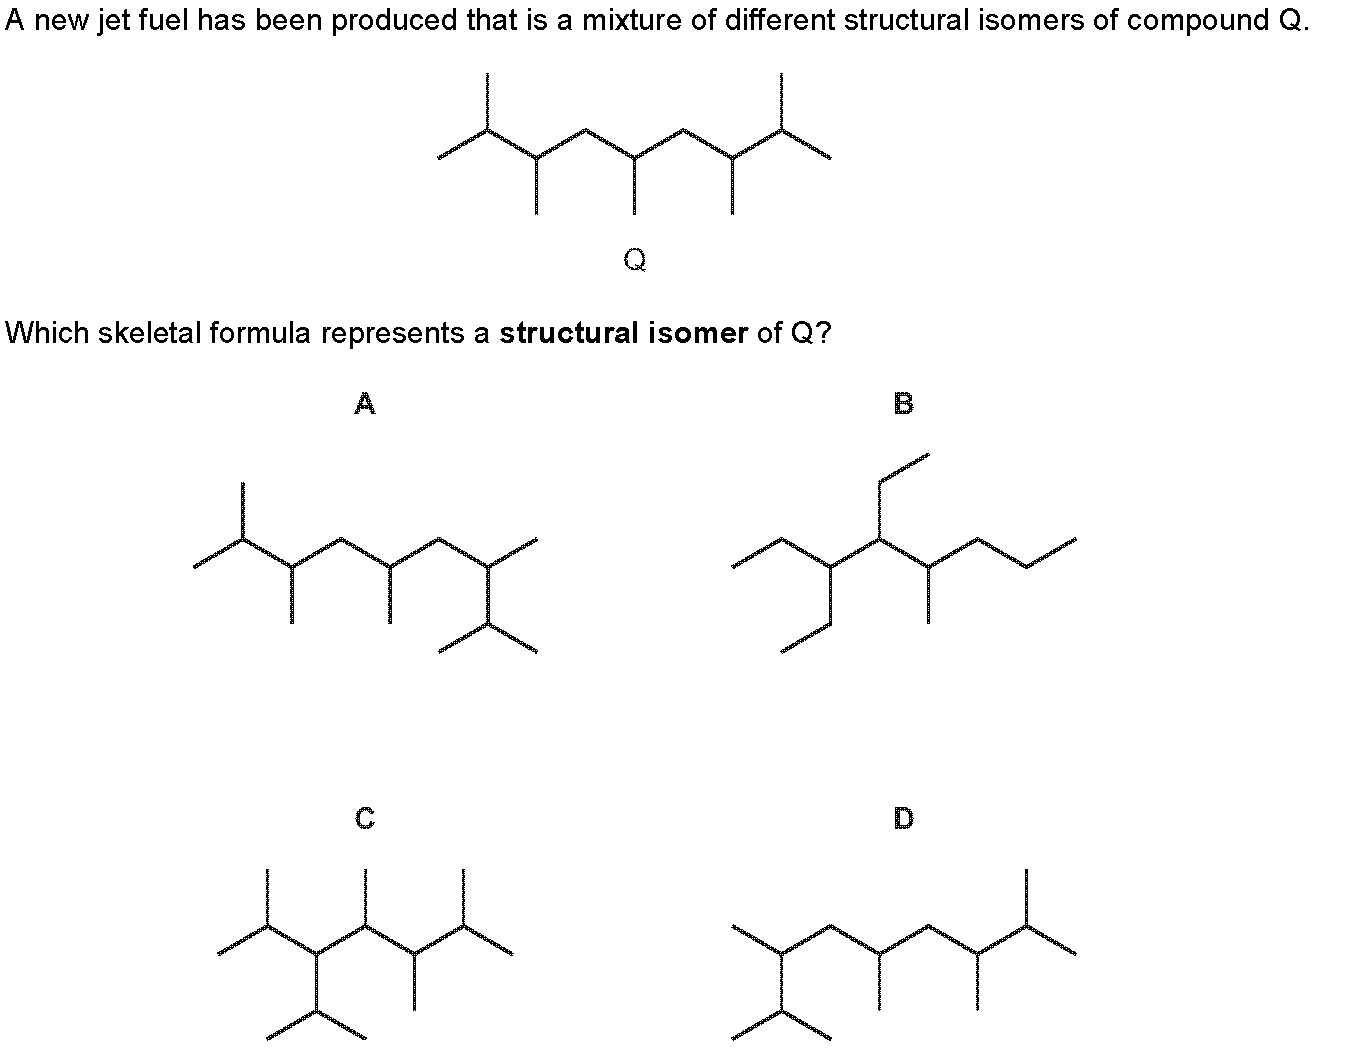 A new jet fuel has been produced that is a mixture of different structural isomers of compound Q.
Q
Which skeletal formula represents a structural isomer of Q?
A
B
C
D